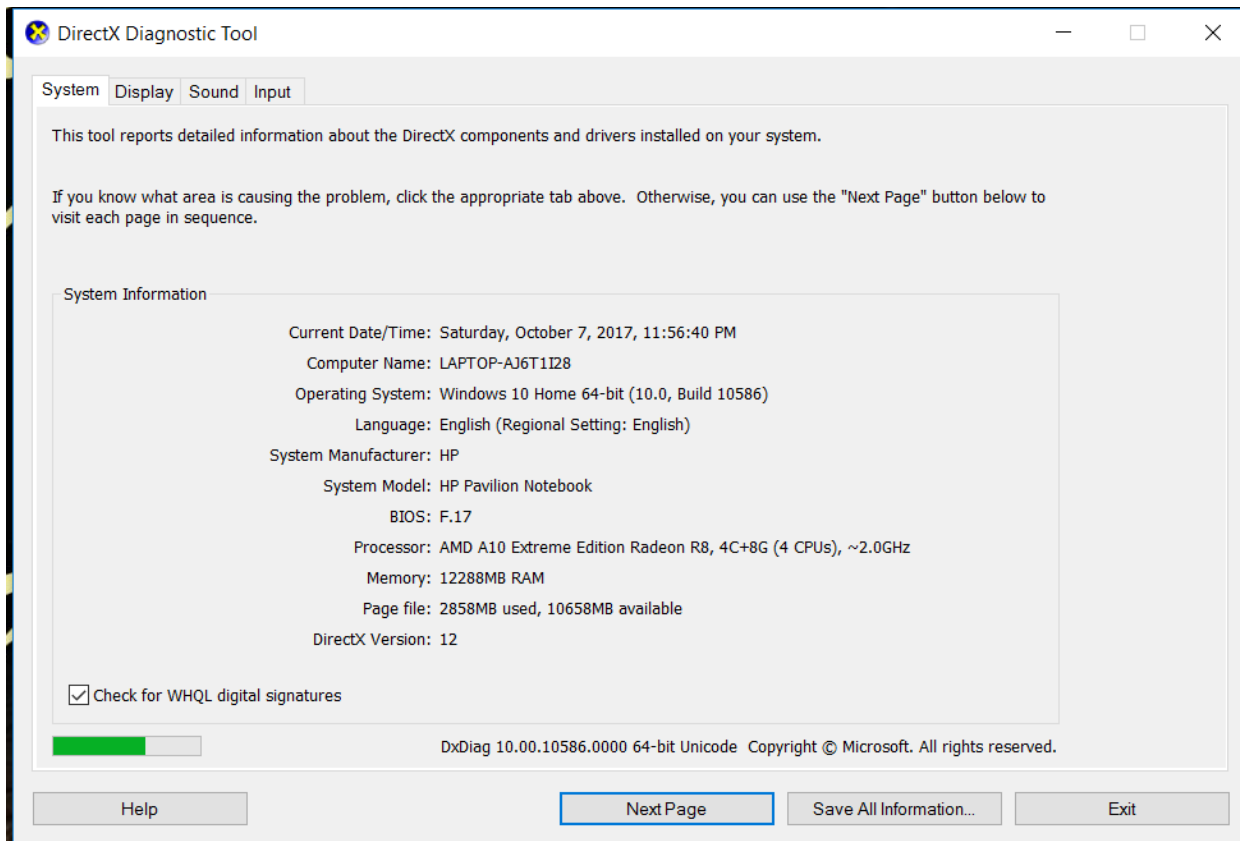 DirectX Diagnostic Tool
System Display Sound Input
This tool reports detailed information about the DirectX components and drivers installed on your system.
If you know what area is causing the problem, click the appropriate tab above.  Otherwise, you can use the "Next Page" button below to
visit each page in sequence.
System Information
Current Date/Time: Saturday, October 7, 2017, 11:56:40 PM
Computer Name: LAPTOP-AJ6T1I28
Operating System: Windows 10 Home 64-bit (10.0, Build 10586)
Language: English (Regional Setting: English)
System Manufacturer: HP
System Model: HP Pavilion Notebook
BIOS: F.17
Processor: AMD A10 Extreme Edition Radeon R8, 4C+8G (4 CPUs), ~2.0GHz
Memory: 12288MB RAM
Page file: 2858MB used, 10658MB available
DirectX Version: 12
Check for WHQL digital signatures
DxDiag 10.00.10586.0000 64-bit Unicode  Copyright © Microsoft. All rights reserved.
Help Next Page Save All Information... Exit